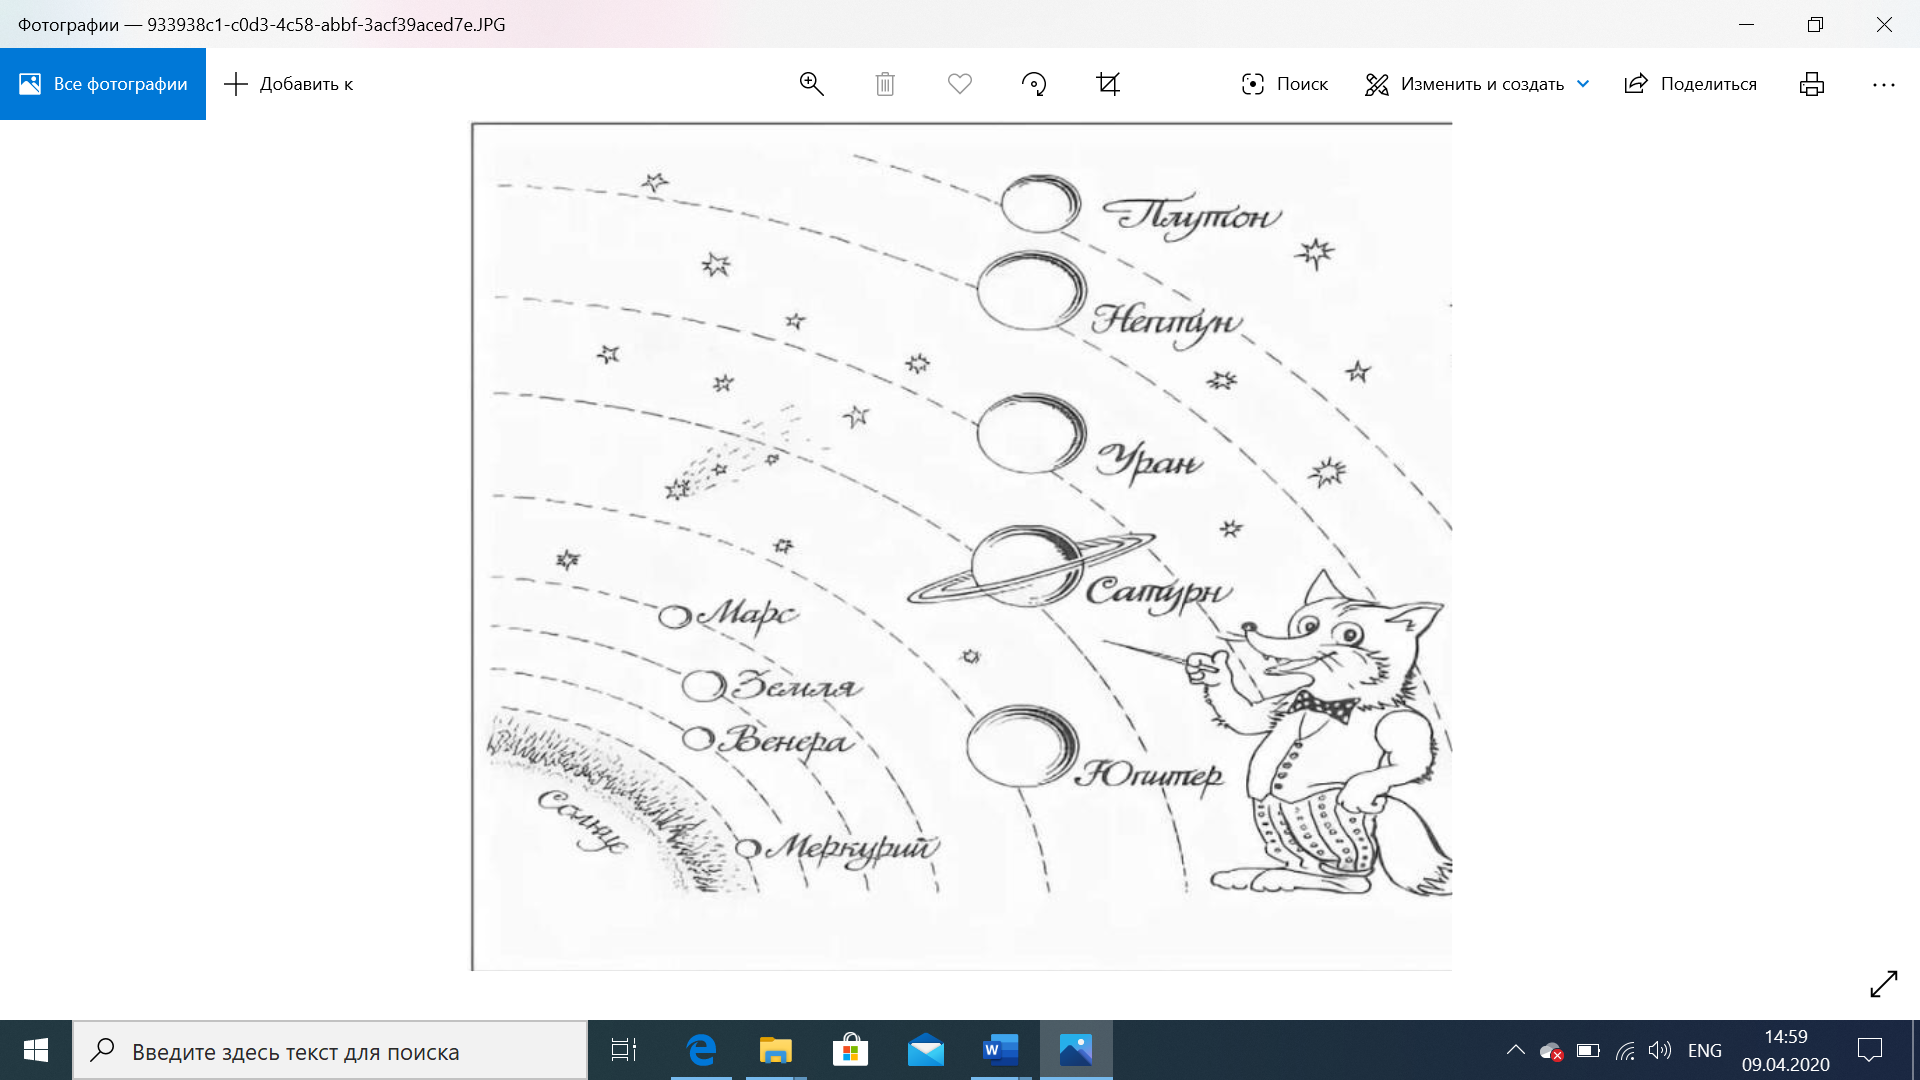 Фотографии — 933938c1-c0d3-4c58-abbf-3acf39aced7e.JPG
Все фотографии
Добавить к
Поиск
Изменить и создать
Поделиться
Плутон
Нептун
Уран
Сатурн
Марс
Земля
Венера
Юпитер
Солнце
Меркурий
Введите здесь текст для поиска
ENG
14:59
09.04.2020